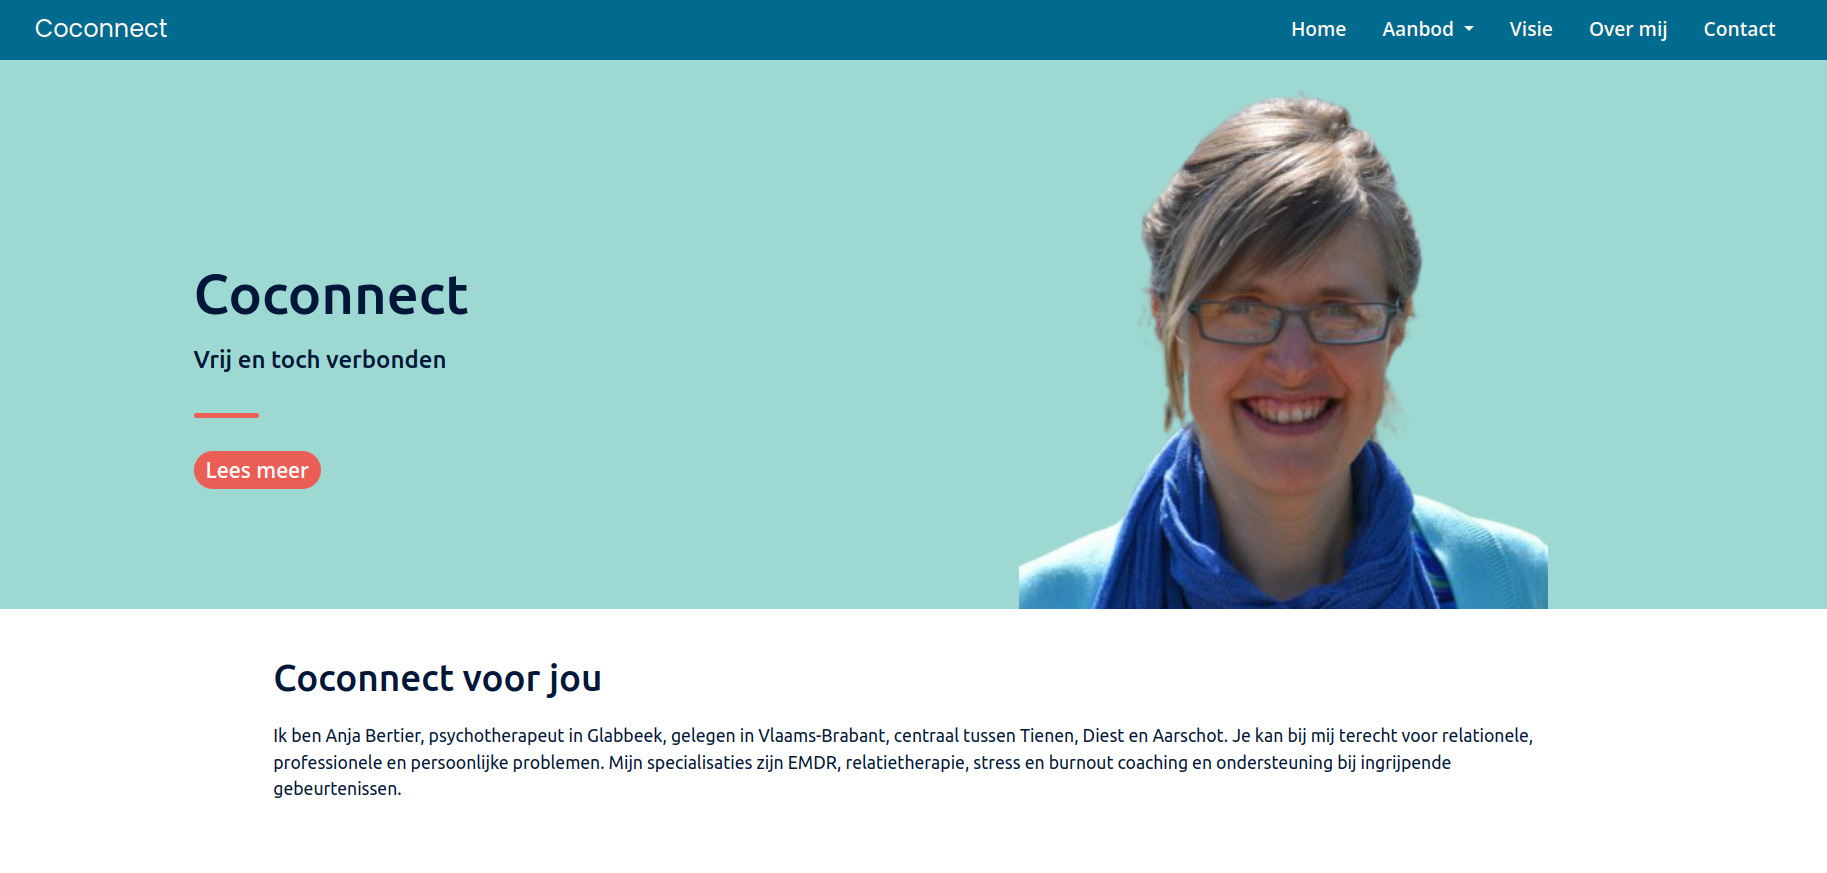 Coconnect
Home Aanbod Visie Over mij Contact
Coconnect
Vrij en toch verbonden
Lees meer
Coconnect voor jou
Ik ben Anja Bertier, psychotherapeut in Glabbeek, gelegen in Vlaams-Brabant, centraal tussen Tienen, Diest en Aarschot. Je kan bij mij terecht voor relationele,
professionele en persoonlijke problemen. Mijn specialisaties zijn EMDR, relatietherapie, stress en burnout coaching en ondersteuning bij ingrijpende
gebeurtenissen.